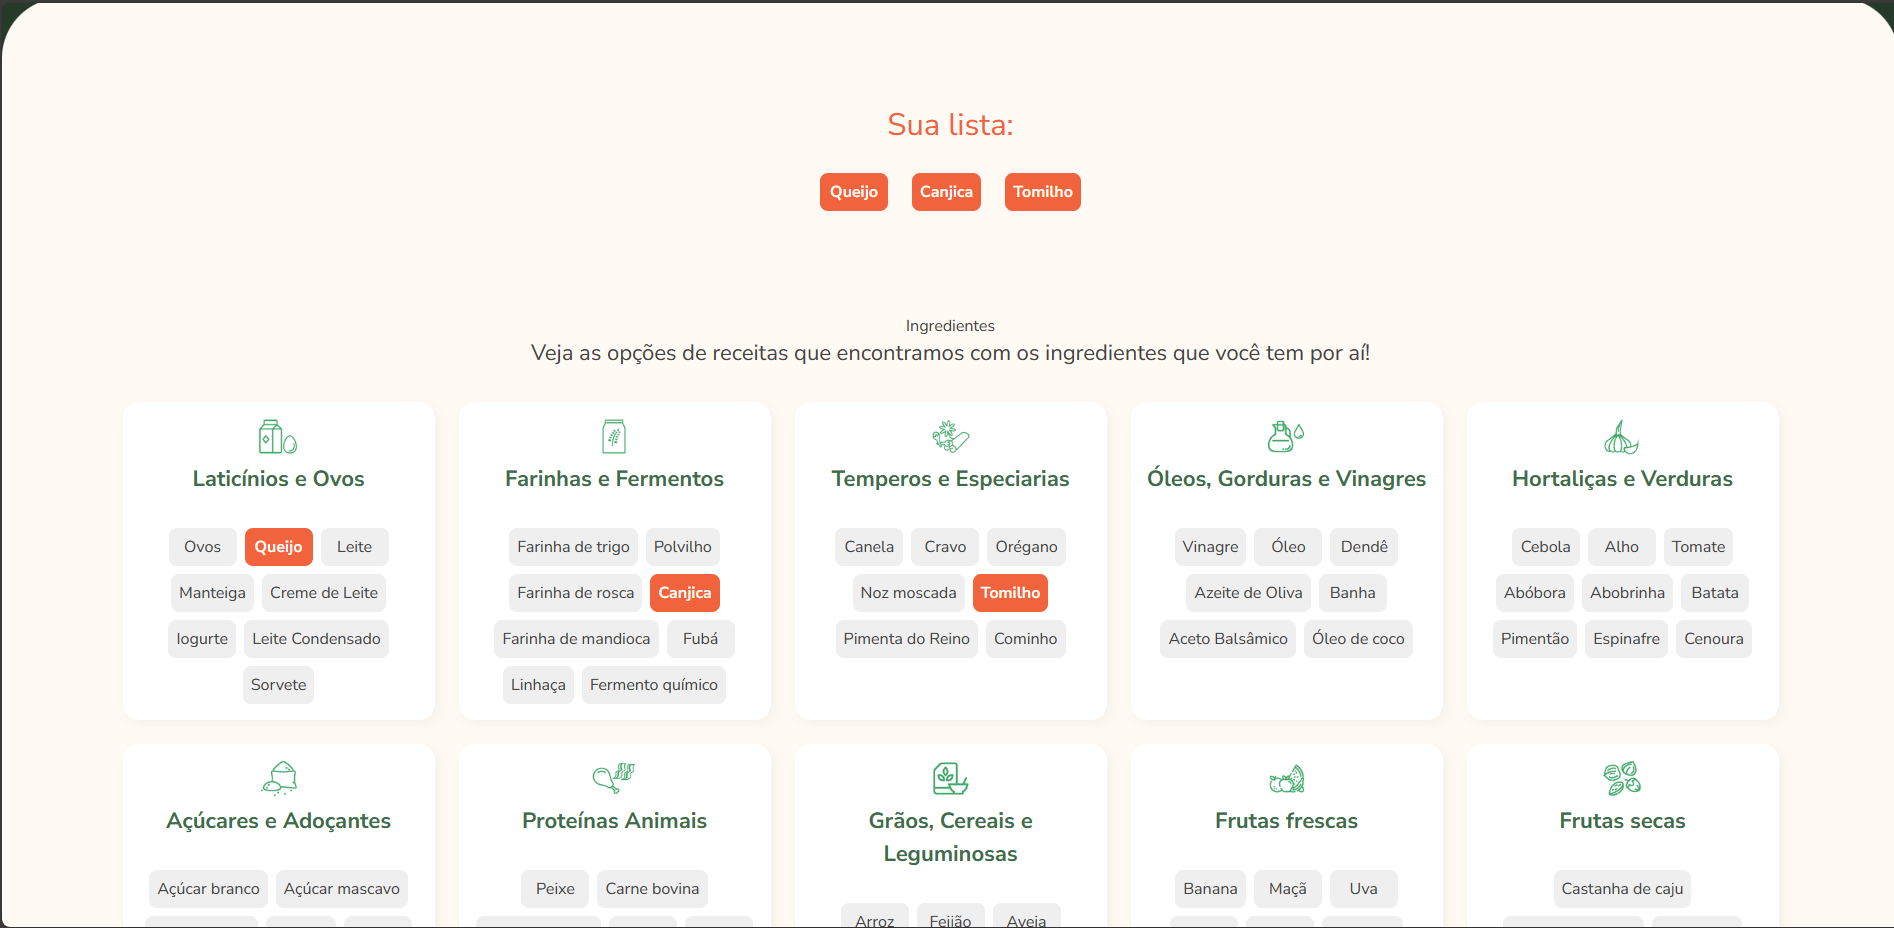 Sua lista:
Queijo Canjica Tomilho
Ingredientes
Veja as opções de receitas que encontramos com os ingredientes que você tem por aí!
Laticínios e Ovos
Ovos Queijo Leite
Manteiga Creme de Leite
Iogurte Leite Condensado
Sorvete
Farinhas e Fermentos
Farinha de trigo Polvilho
Farinha de rosca Canjica
Farinha de mandioca Fubá
Linhaça Fermento químico
Temperos e Especiarias
Canela Cravo Orégano
Noz moscada Tomilho
Pimenta do Reino Cominho
Óleos, Gorduras e Vinagres
Vinagre Óleo Dendê
Azeite de Oliva Banha
Aceto Balsâmico Óleo de coco
Hortaliças e Verduras
Cebola Alho Tomate
Abóbora Abobrinha Batata
Pimentão Espinafre Cenoura
Açúcares e Adoçantes
Açúcar branco Açúcar mascavo
Proteínas Animais
Peixe Carne bovina
Grãos, Cereais e
Leguminosas
Arroz Feijão Aveia
Frutas frescas
Banana Maçã Uva
Frutas secas
Castanha de caju